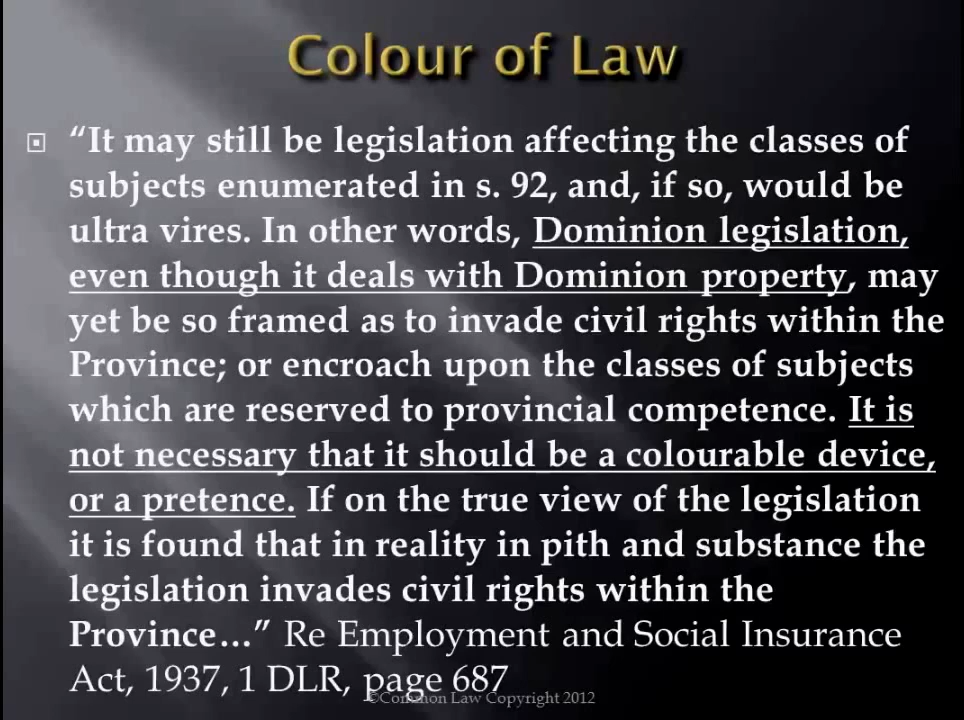 Colour of Law
“It may still be legislation affecting the classes of
subjects enumerated in s. 92, and, if so, would be
ultra vires. In other words, Dominion legislation,
even though it deals with Dominion property, may
yet be so framed as to invade civil rights within the
Province; or encroach upon the classes of subjects
which are reserved to provincial competence. It is
not necessary that it should be a colourable device,
or a pretence. If on the true view of the legislation
it is found that in reality in pith and substance the
legislation invades civil rights within the
Province…” Re Employment and Social Insurance
Act, 1937, 1 DLR, page 687
©Common Law Copyright 2012